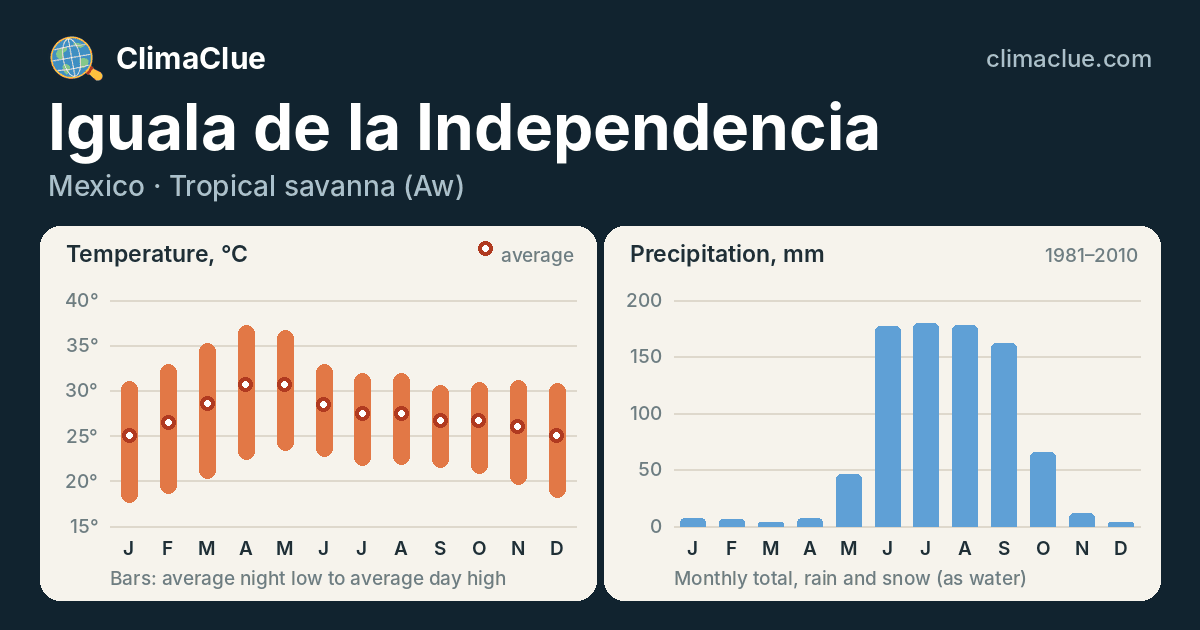 ClimaClue
climaclue.com
Iguala de la Independencia
Mexico · Tropical savanna (Aw)
Temperature, °C
average
40°
35°
30°
25°
20°
15°
J F M A M J J A S O N D
Bars: average night low to average day high
Precipitation, mm
1981–2010
200
150
100
50
0
J F M A M J J A S O N D
Monthly total, rain and snow (as water)